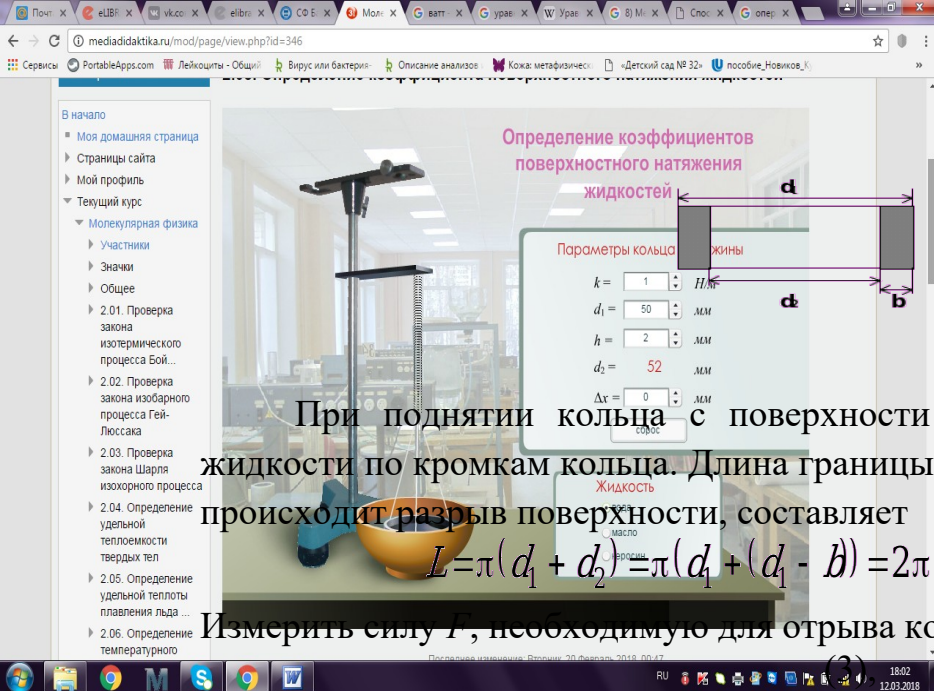 Почт
eLIBR
vk.co
elibra
СФ Б
Моле
ватт -
урав
Урав
8) М
Спос
опер
mediadidaktika.ru/mod/page/view.php?id=346
Сервисы
PortableApps.com
Лейкоциты - Общий
Вирус или бактерия-
Описание анализов
Кожа: метафизическ
«Детский сад № 32»
пособие_Новиков_К
»
В начало
Моя домашняя страница
Страницы сайта
Мой профиль
Текущий курс
Молекулярная физика
Участники
Значки
Общее
2.01. Проверка
закона
изотермического
процесса Бой...
2.02. Проверка
закона изобарного
процесса Гей-
Люссака
2.03. Проверка
закона Шарля
изохорного процесса
2.04. Определение
удельной
теплоемкости
твердых тел
2.05. Определение
удельной теплоты
плавления льда ...
2.06. Определение
температурного
Определение коэффициентов
поверхностного натяжения
жидкостей
d₁
d₂
b
Параметры кольца жины
k = 1 Н/м
d₁ = 50 мм
h = 2 мм
d₂ = 52 мм
Δx = 0 мм
сброс
При поднятии кольца с поверхности
жидкости по кромкам кольца. Длина границы
Жидкость
вода
происходит разрыв поверхности, составляет
масло
керосин
L=π(d₁ + d₂) =π(d₁ + (d₁ - b)) =2π
Измерить силу F, необходимую для отрыва ко
Последнее изменение: Вторник, 20 Февраль 2018, 00:47
(3),
RU
18:02
12.03.2018